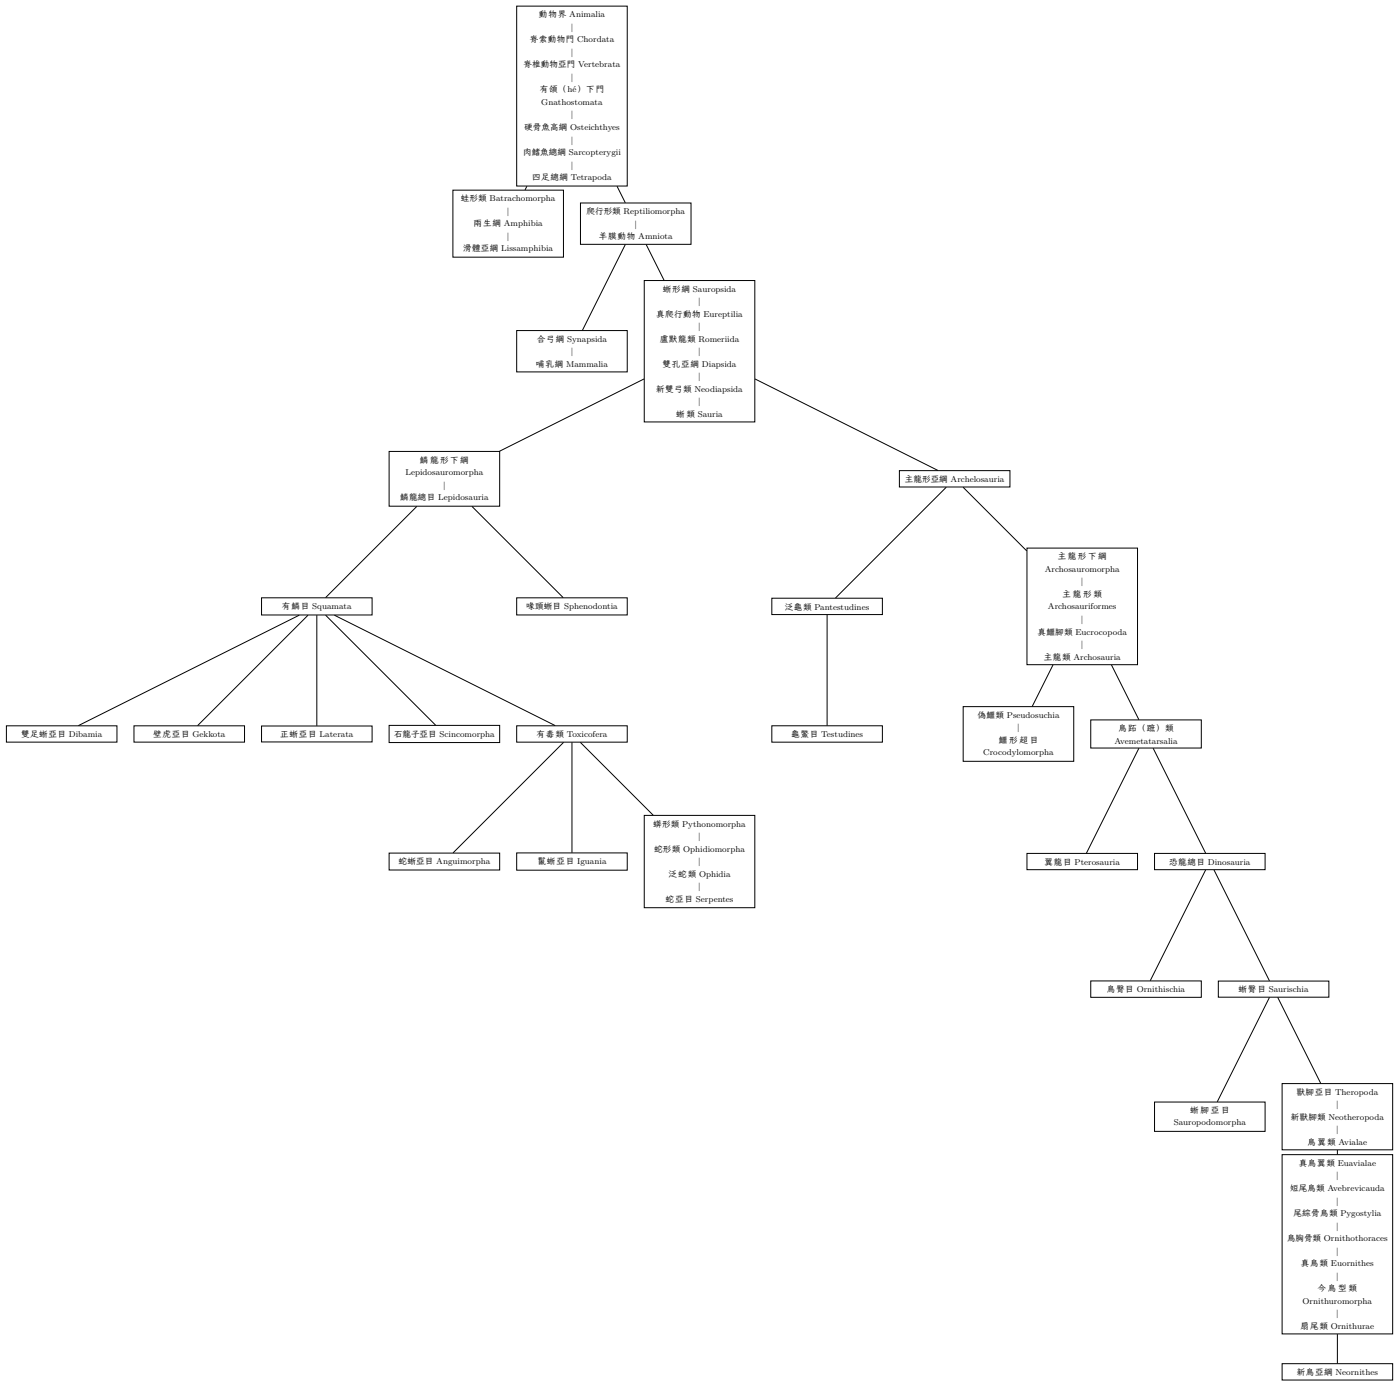 動物界 Animalia
|
脊索動物門 Chordata
|
脊椎動物亞門 Vertebrata
|
有頜（hé）下門
Gnathostomata
|
硬骨魚高綱 Osteichthyes
|
肉鰭魚總綱 Sarcopterygii
|
四足總綱 Tetrapoda
蛙形類 Batrachomorpha
|
兩生綱 Amphibia
|
滑體亞綱 Lissamphibia
爬行形類 Reptiliomorpha
|
羊膜動物 Amniota
合弓綱 Synapsida
|
哺乳綱 Mammalia
蜥形綱 Sauropsida
|
真爬行動物 Eureptilia
|
盧默龍類 Romeriida
|
雙孔亞綱 Diapsida
|
新雙弓類 Neodiapsida
|
蜥類 Sauria
鱗龍形下綱
Lepidosauromorpha
|
鱗龍總目 Lepidosauria
主龍形亞綱 Archelosauria
有鱗目 Squamata
喙頭蜥目 Sphenodontia
泛龜類 Pantestudines
主龍形下綱
Archosauromorpha
|
主龍形類
Archosauriformes
|
真鱷腳類 Eucrocopoda
|
主龍類 Archosauria
雙足蜥亞目 Dibamia
壁虎亞目 Gekkota
正蜥亞目 Laterata
石龍子亞目 Scincomorpha
有毒類 Toxicofera
龜鱉目 Testudines
偽鱷類 Pseudosuchia
|
鱷形超目
Crocodylomorpha
鳥跖（蹠）類
Avemetatarsalia
蛇蜥亞目 Anguimorpha
鬣蜥亞目 Iguania
蟒形類 Pythonomorpha
|
蛇形類 Ophidiomorpha
|
泛蛇類 Ophidia
|
蛇亞目 Serpentes
翼龍目 Pterosauria
恐龍總目 Dinosauria
鳥臀目 Ornithischia
蜥臀目 Saurischia
蜥腳亞目
Sauropodomorpha
獸腳亞目 Theropoda
|
新獸腳類 Neotheropoda
|
鳥翼類 Avialae
真鳥翼類 Euavialae
|
短尾鳥類 Avebrevicauda
|
尾綜骨鳥類 Pygostylia
|
鳥胸骨類 Ornithothoraces
|
真鳥類 Euornithes
|
今鳥型類
Ornithuromorpha
|
扇尾類 Ornithurae
新鳥亞綱 Neornithes